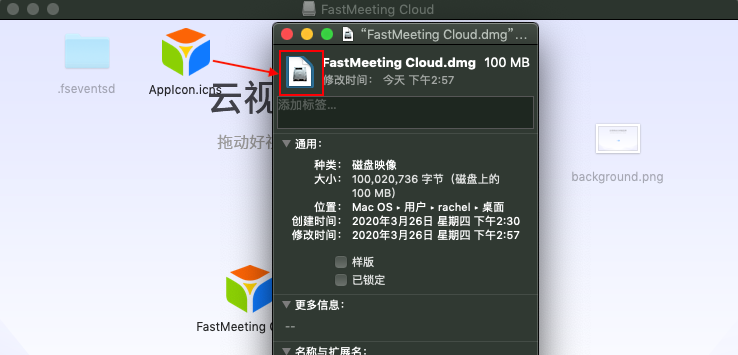 FastMeeting Cloud
“FastMeeting Cloud.dmg”...
FastMeeting Cloud.dmg 100 MB
修改时间： 今天 下午2:57
.fseventsd
AppIcon.icns
云视
添加标签...
拖动好视
通用：
种类： 磁盘映像
大小： 100,020,736 字节（磁盘上的
100 MB）
位置： Mac OS ▸ 用户 ▸ rachel ▸ 桌面
创建时间： 2020年3月26日 星期四 下午2:30
修改时间： 2020年3月26日 星期四 下午2:57
background.png
样版
已锁定
更多信息：
--
FastMeeting C
名称与扩展名：